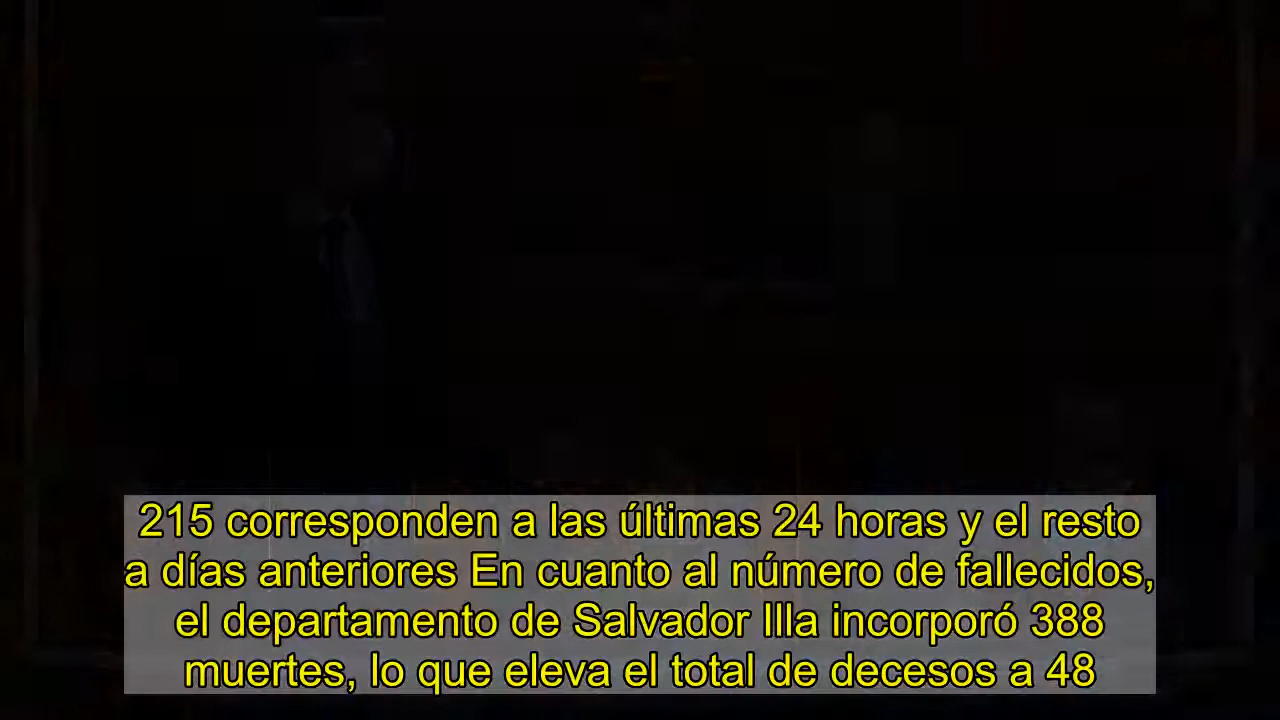 215 corresponden a las últimas 24 horas y el resto
a días anteriores En cuanto al número de fallecidos,
el departamento de Salvador Illa incorporó 388
muertes, lo que eleva el total de decesos a 48